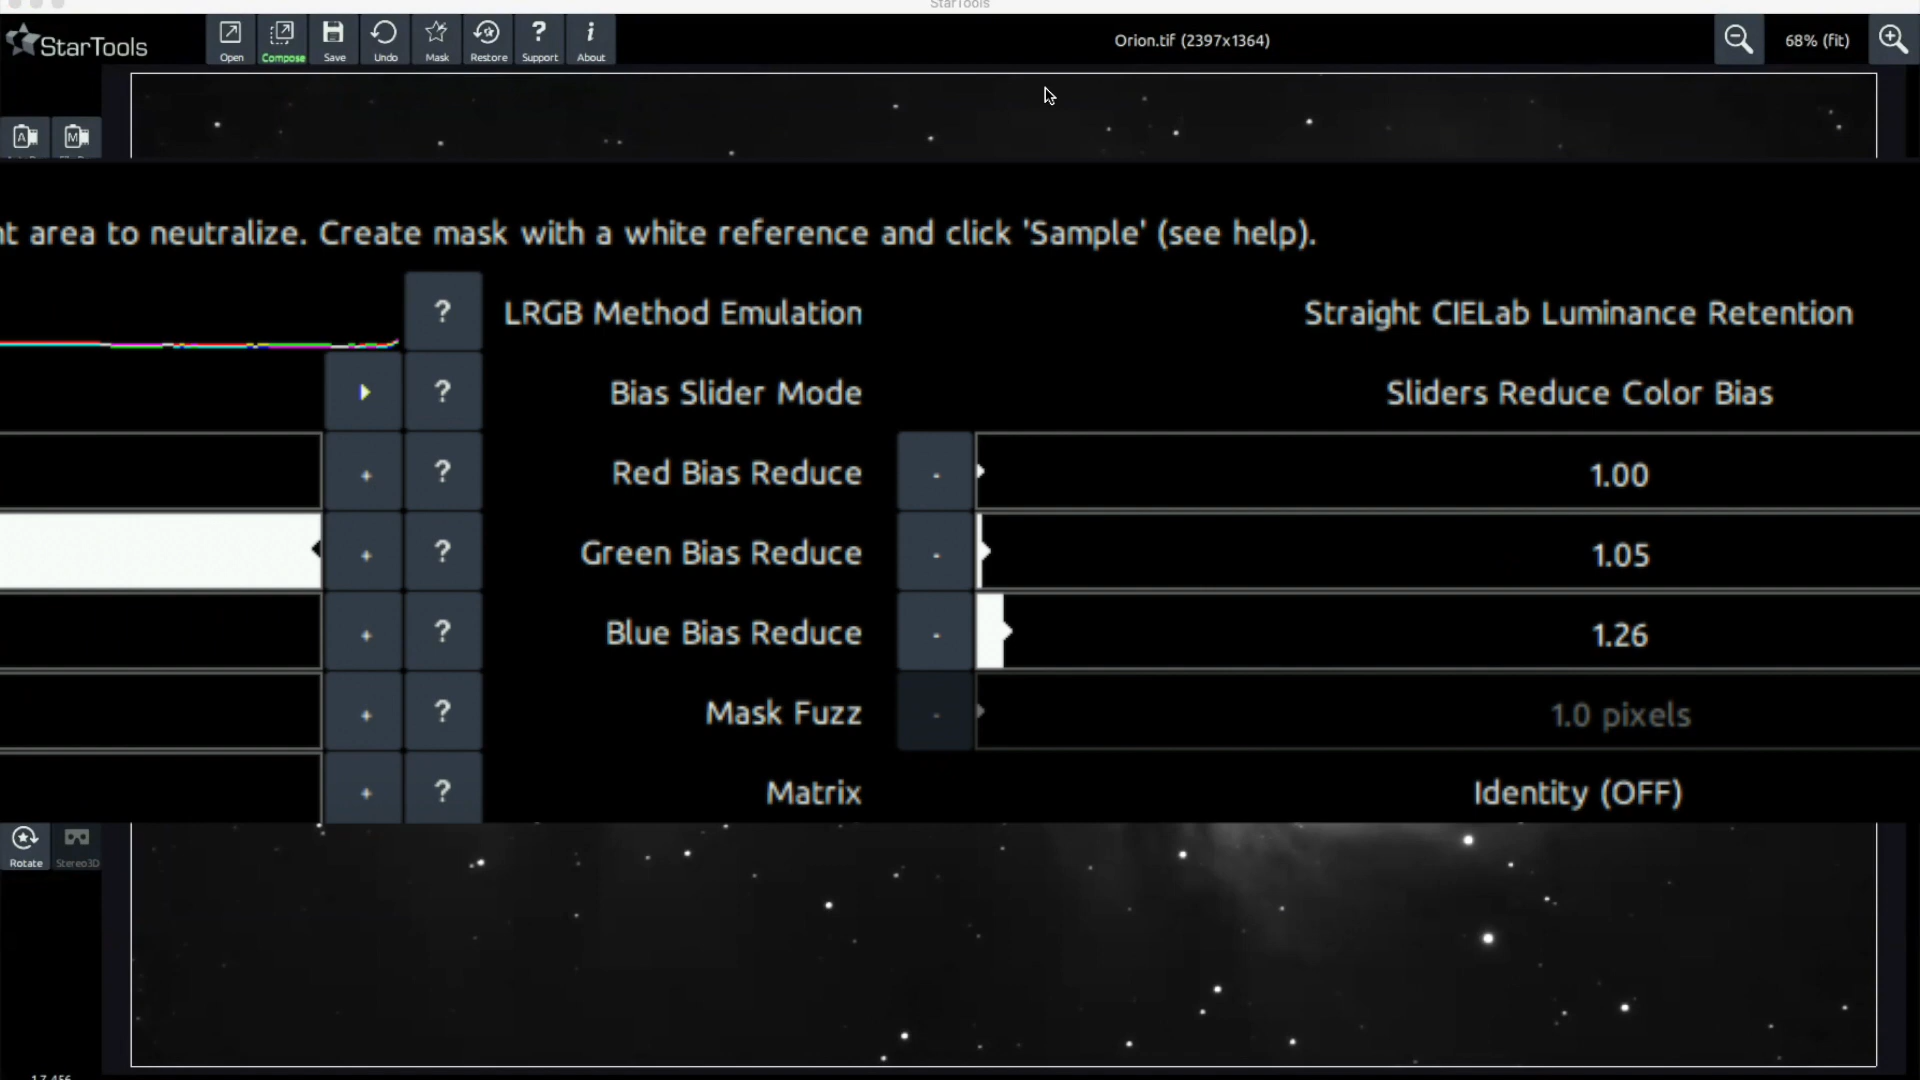 StarTools
StarTools
Open
Compose
Save
Undo
Mask
Restore
?
Support
i
About
Orion.tif (2397x1364)
68% (fit)
A
M
nt area to neutralize. Create mask with a white reference and click 'Sample' (see help).
? LRGB Method Emulation Straight CIELab Luminance Retention
? Bias Slider Mode Sliders Reduce Color Bias
+ ? Red Bias Reduce - 1.00
+ ? Green Bias Reduce - 1.05
+ ? Blue Bias Reduce - 1.26
+ ? Mask Fuzz - 1.0 pixels
+ ? Matrix Identity (OFF)
Rotate
Stereo3D